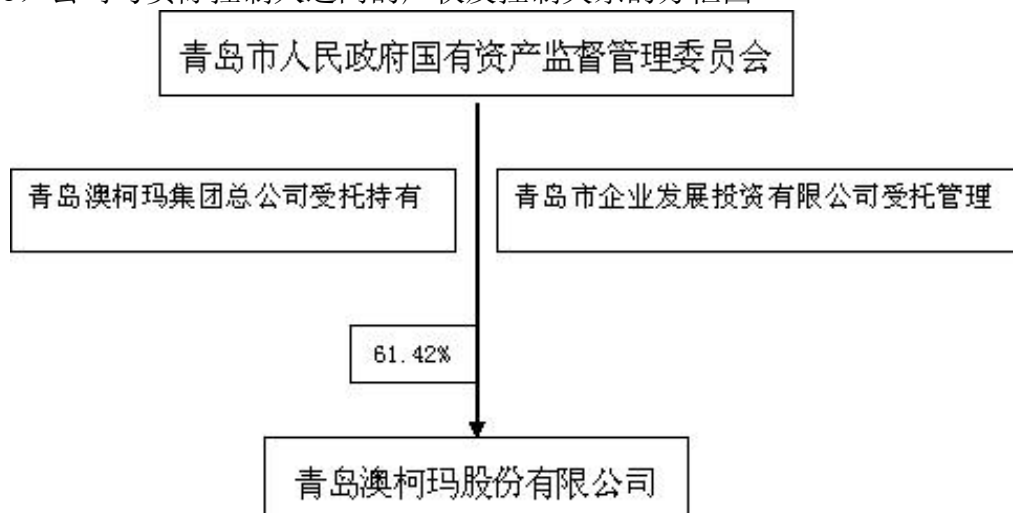 青岛市人民政府国有资产监督管理委员会
青岛澳柯玛集团总公司受托持有
青岛市企业发展投资有限公司受托管理
61.42%
青岛澳柯玛股份有限公司